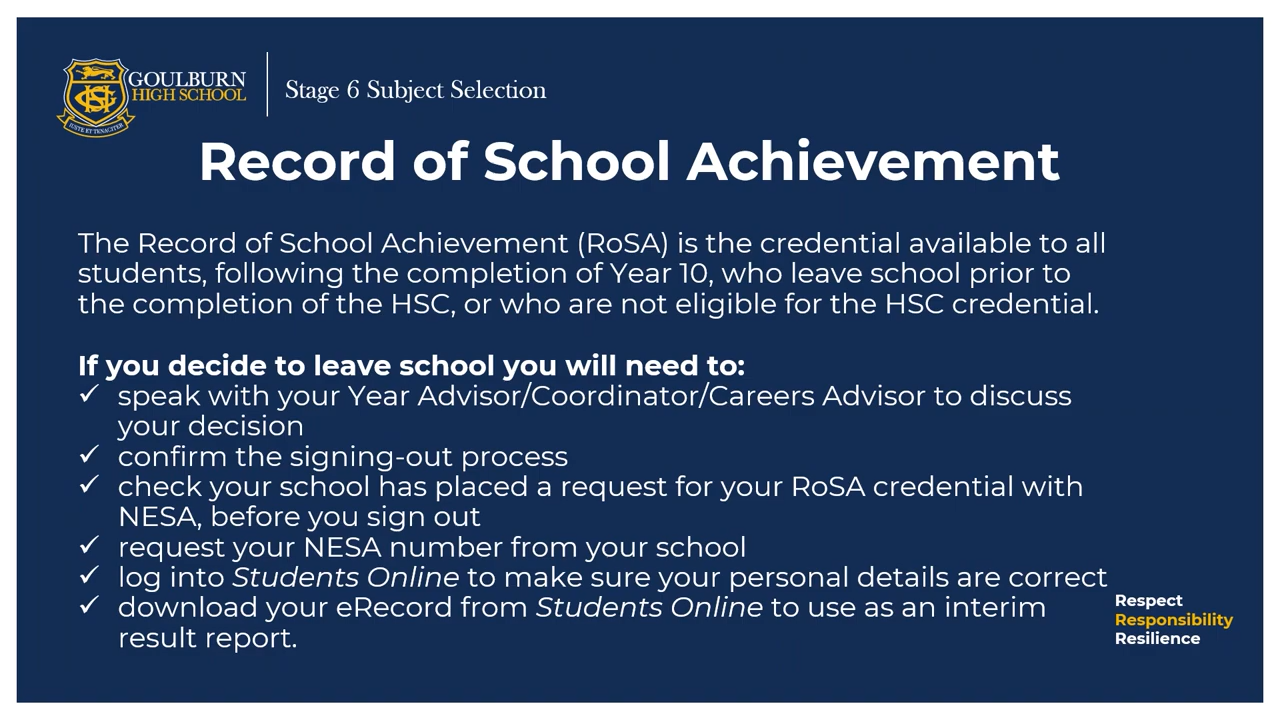 GOULBURN
HIGH SCHOOL
JUSTE ET TENACITER
Stage 6 Subject Selection
Record of School Achievement
The Record of School Achievement (RoSA) is the credential available to all
students, following the completion of Year 10, who leave school prior to
the completion of the HSC, or who are not eligible for the HSC credential.
If you decide to leave school you will need to:
✓ speak with your Year Advisor/Coordinator/Careers Advisor to discuss
your decision
✓ confirm the signing-out process
✓ check your school has placed a request for your RoSA credential with
NESA, before you sign out
✓ request your NESA number from your school
✓ log into Students Online to make sure your personal details are correct
✓ download your eRecord from Students Online to use as an interim
result report.
Respect
Responsibility
Resilience